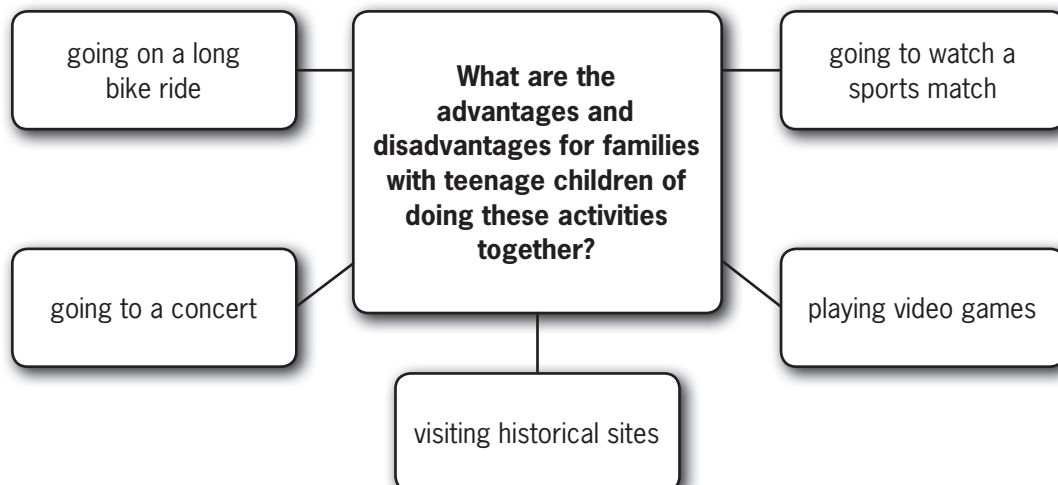 going on a long
bike ride
What are the
advantages and
disadvantages for families
with teenage children of
doing these activities
together?
going to watch a
sports match
going to a concert
playing video games
visiting historical sites